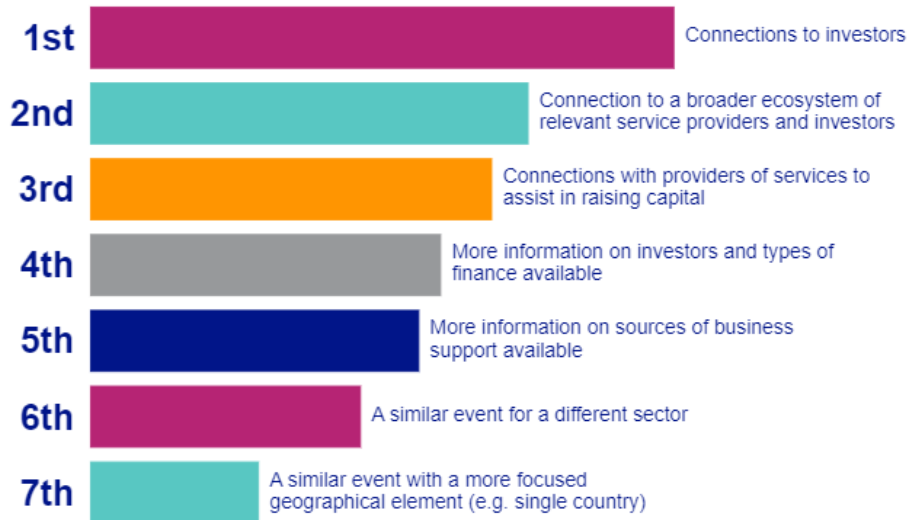 1st
Connections to investors
2nd
Connection to a broader ecosystem of
relevant service providers and investors
3rd
Connections with providers of services to
assist in raising capital
4th
More information on investors and types of
finance available
5th
More information on sources of business
support available
6th
A similar event for a different sector
7th
A similar event with a more focused
geographical element (e.g. single country)